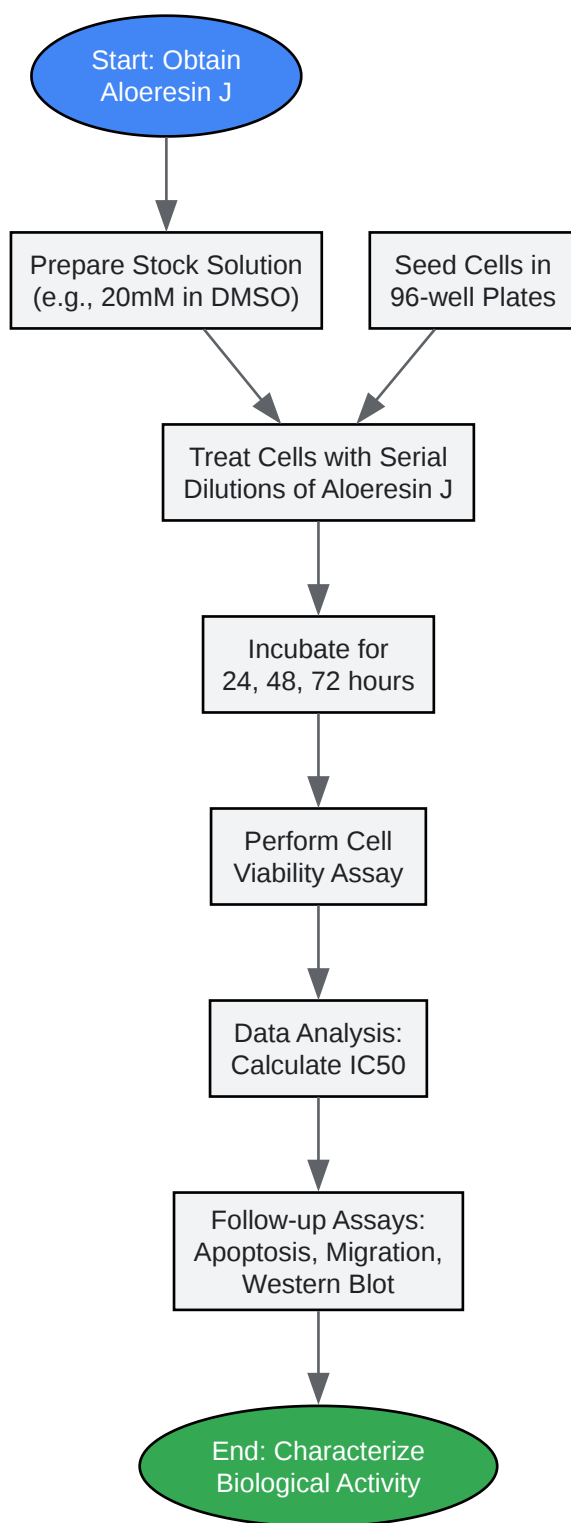 Start: Obtain
Aloeresin J
Prepare Stock Solution
(e.g., 20mM in DMSO)
Seed Cells in
96-well Plates
Treat Cells with Serial
Dilutions of Aloeresin J
Incubate for
24, 48, 72 hours
Perform Cell
Viability Assay
Data Analysis:
Calculate IC50
Follow-up Assays:
Apoptosis, Migration,
Western Blot
End: Characterize
Biological Activity